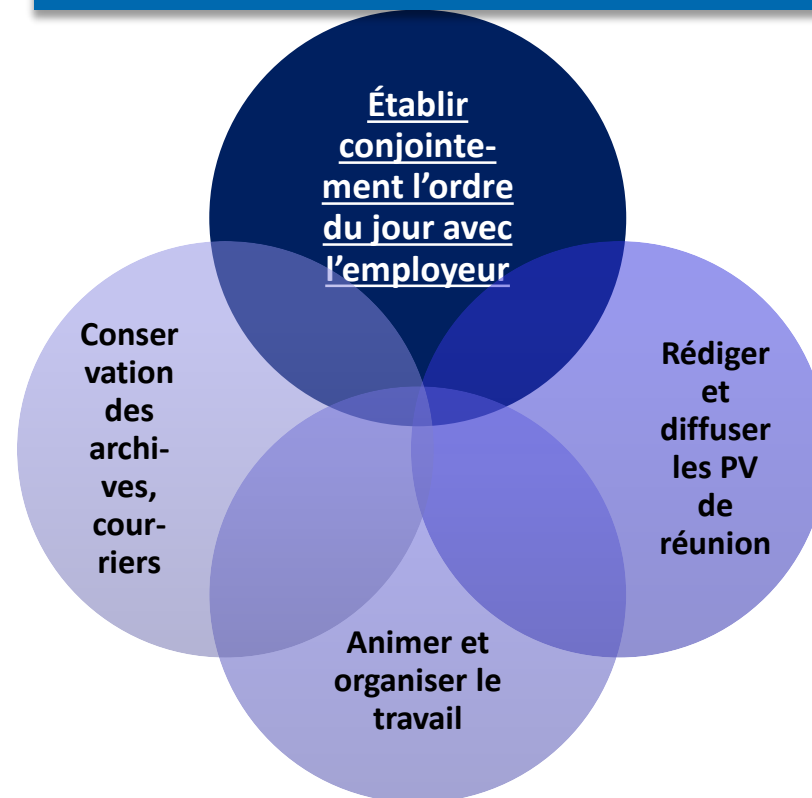 Établir
conjointe-
ment l’ordre
du jour avec
l’employeur
Conser
vation
des
archi-
ves,
cour-
riers
Rédiger
et
diffuser
les PV
de
réunion
Animer et
organiser le
travail